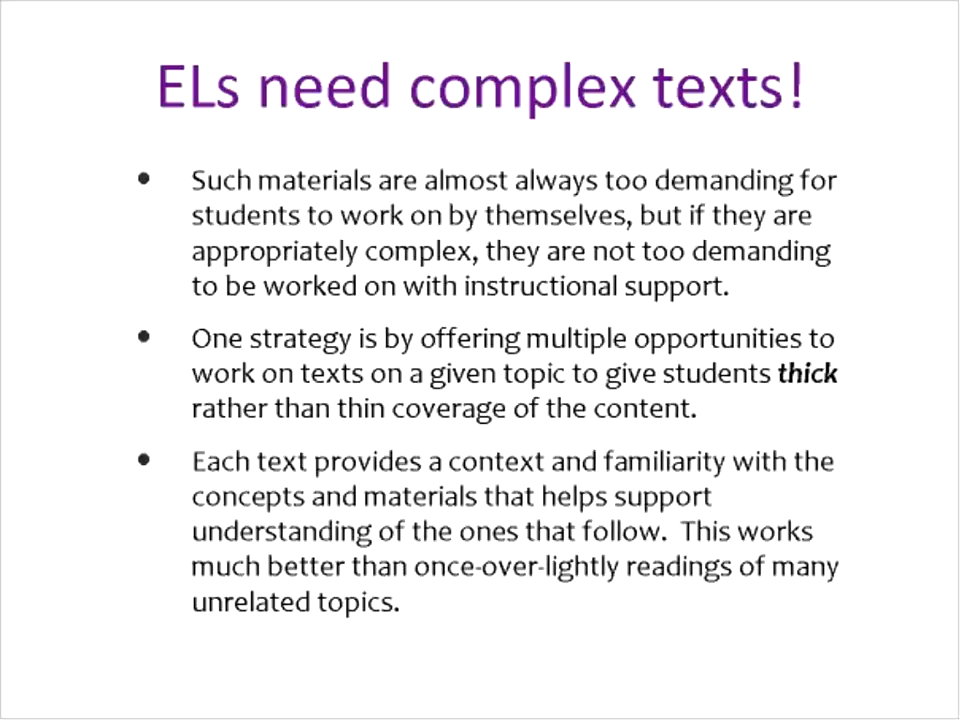 ELs need complex texts!
• Such materials are almost always too demanding for
students to work on by themselves, but if they are
appropriately complex, they are not too demanding
to be worked on with instructional support.
• One strategy is by offering multiple opportunities to
work on texts on a given topic to give students thick
rather than thin coverage of the content.
• Each text provides a context and familiarity with the
concepts and materials that helps support
understanding of the ones that follow.  This works
much better than once-over-lightly readings of many
unrelated topics.